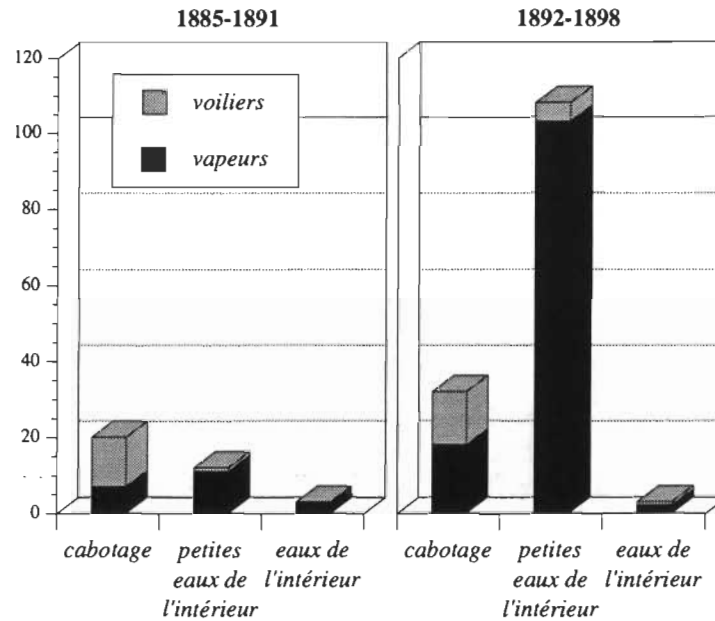 1885-1891
1892-1898
120
100
80
60
40
20
0
voiliers
vapeurs
cabotage
petites
eaux de
l'intérieur
eaux de
l'intérieur
cabotage
petites
eaux de
l'intérieur
eaux de
l'intérieur